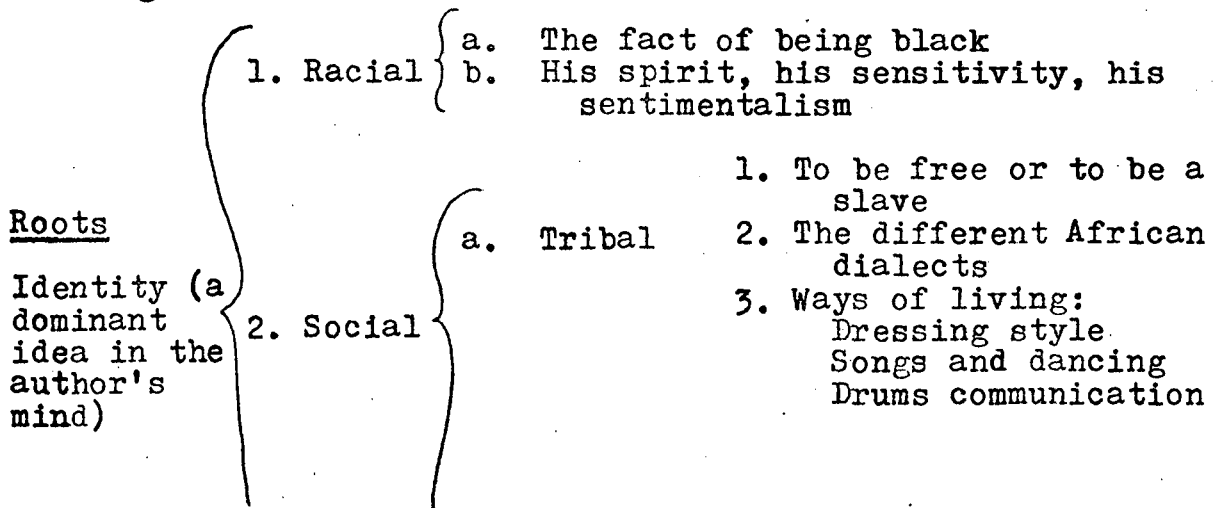 Roots
Identity (a
dominant
idea in the
author's
mind)
1. Racial
a. The fact of being black
b. His spirit, his sensitivity, his
sentimentalism
2. Social
a. Tribal
1. To be free or to be a
slave
2. The different African
dialects
3. Ways of living:
Dressing style
Songs and dancing
Drums communication